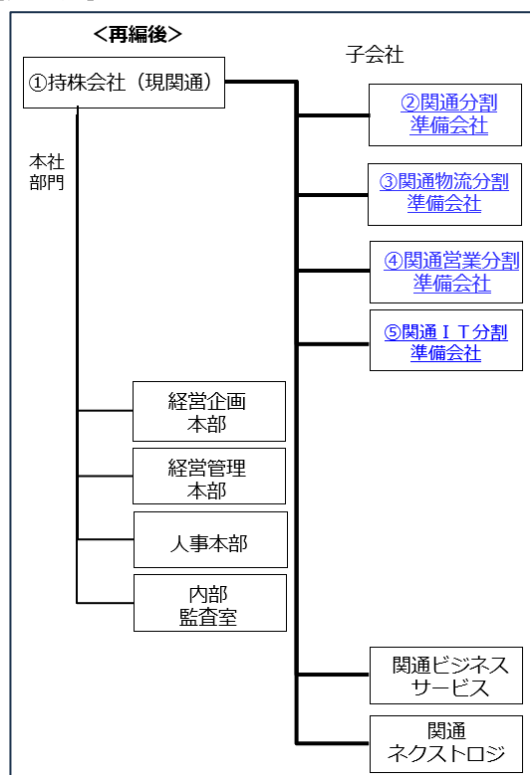 <再編後>
子会社
①持株会社（現関通）
②関通分割
準備会社
本社
部門
③関通物流分割
準備会社
④関通営業分割
準備会社
⑤関通ＩＴ分割
準備会社
経営企画
本部
経営管理
本部
人事本部
内部
監査室
関通ビジネス
サービス
関通
ネクストロジ